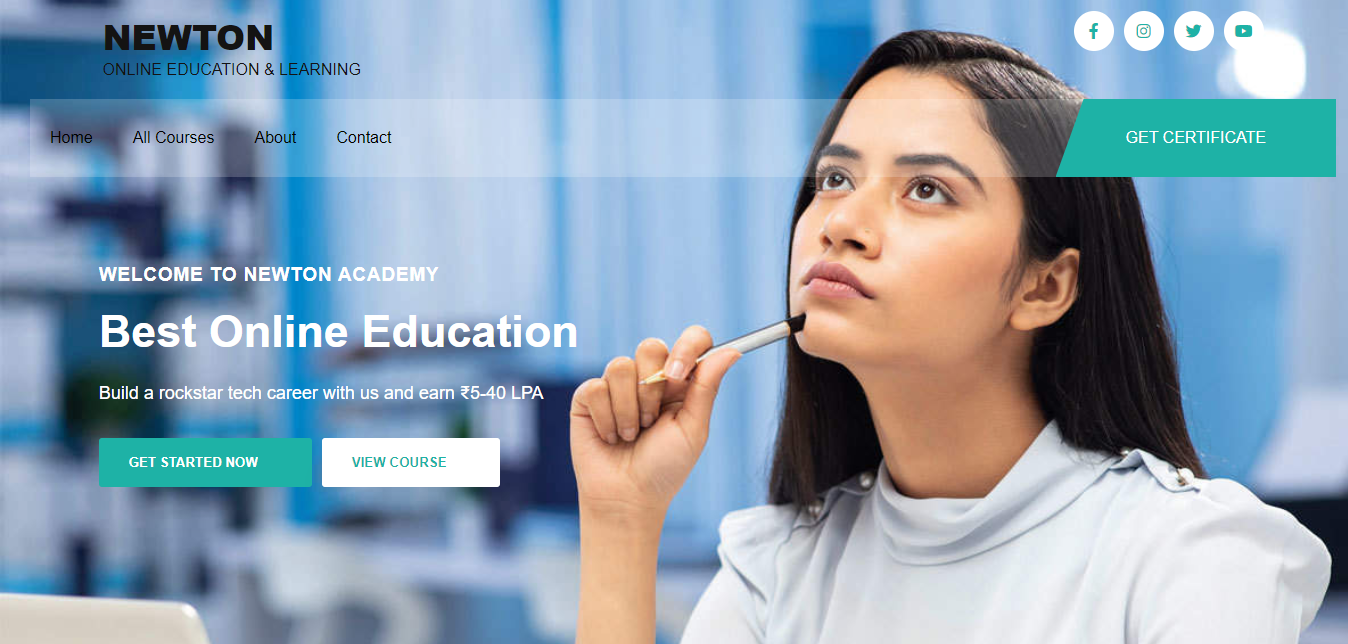 NEWTON
ONLINE EDUCATION & LEARNING
Home All Courses About Contact GET CERTIFICATE
WELCOME TO NEWTON ACADEMY
Best Online Education
Build a rockstar tech career with us and earn ₹5-40 LPA
GET STARTED NOW VIEW COURSE